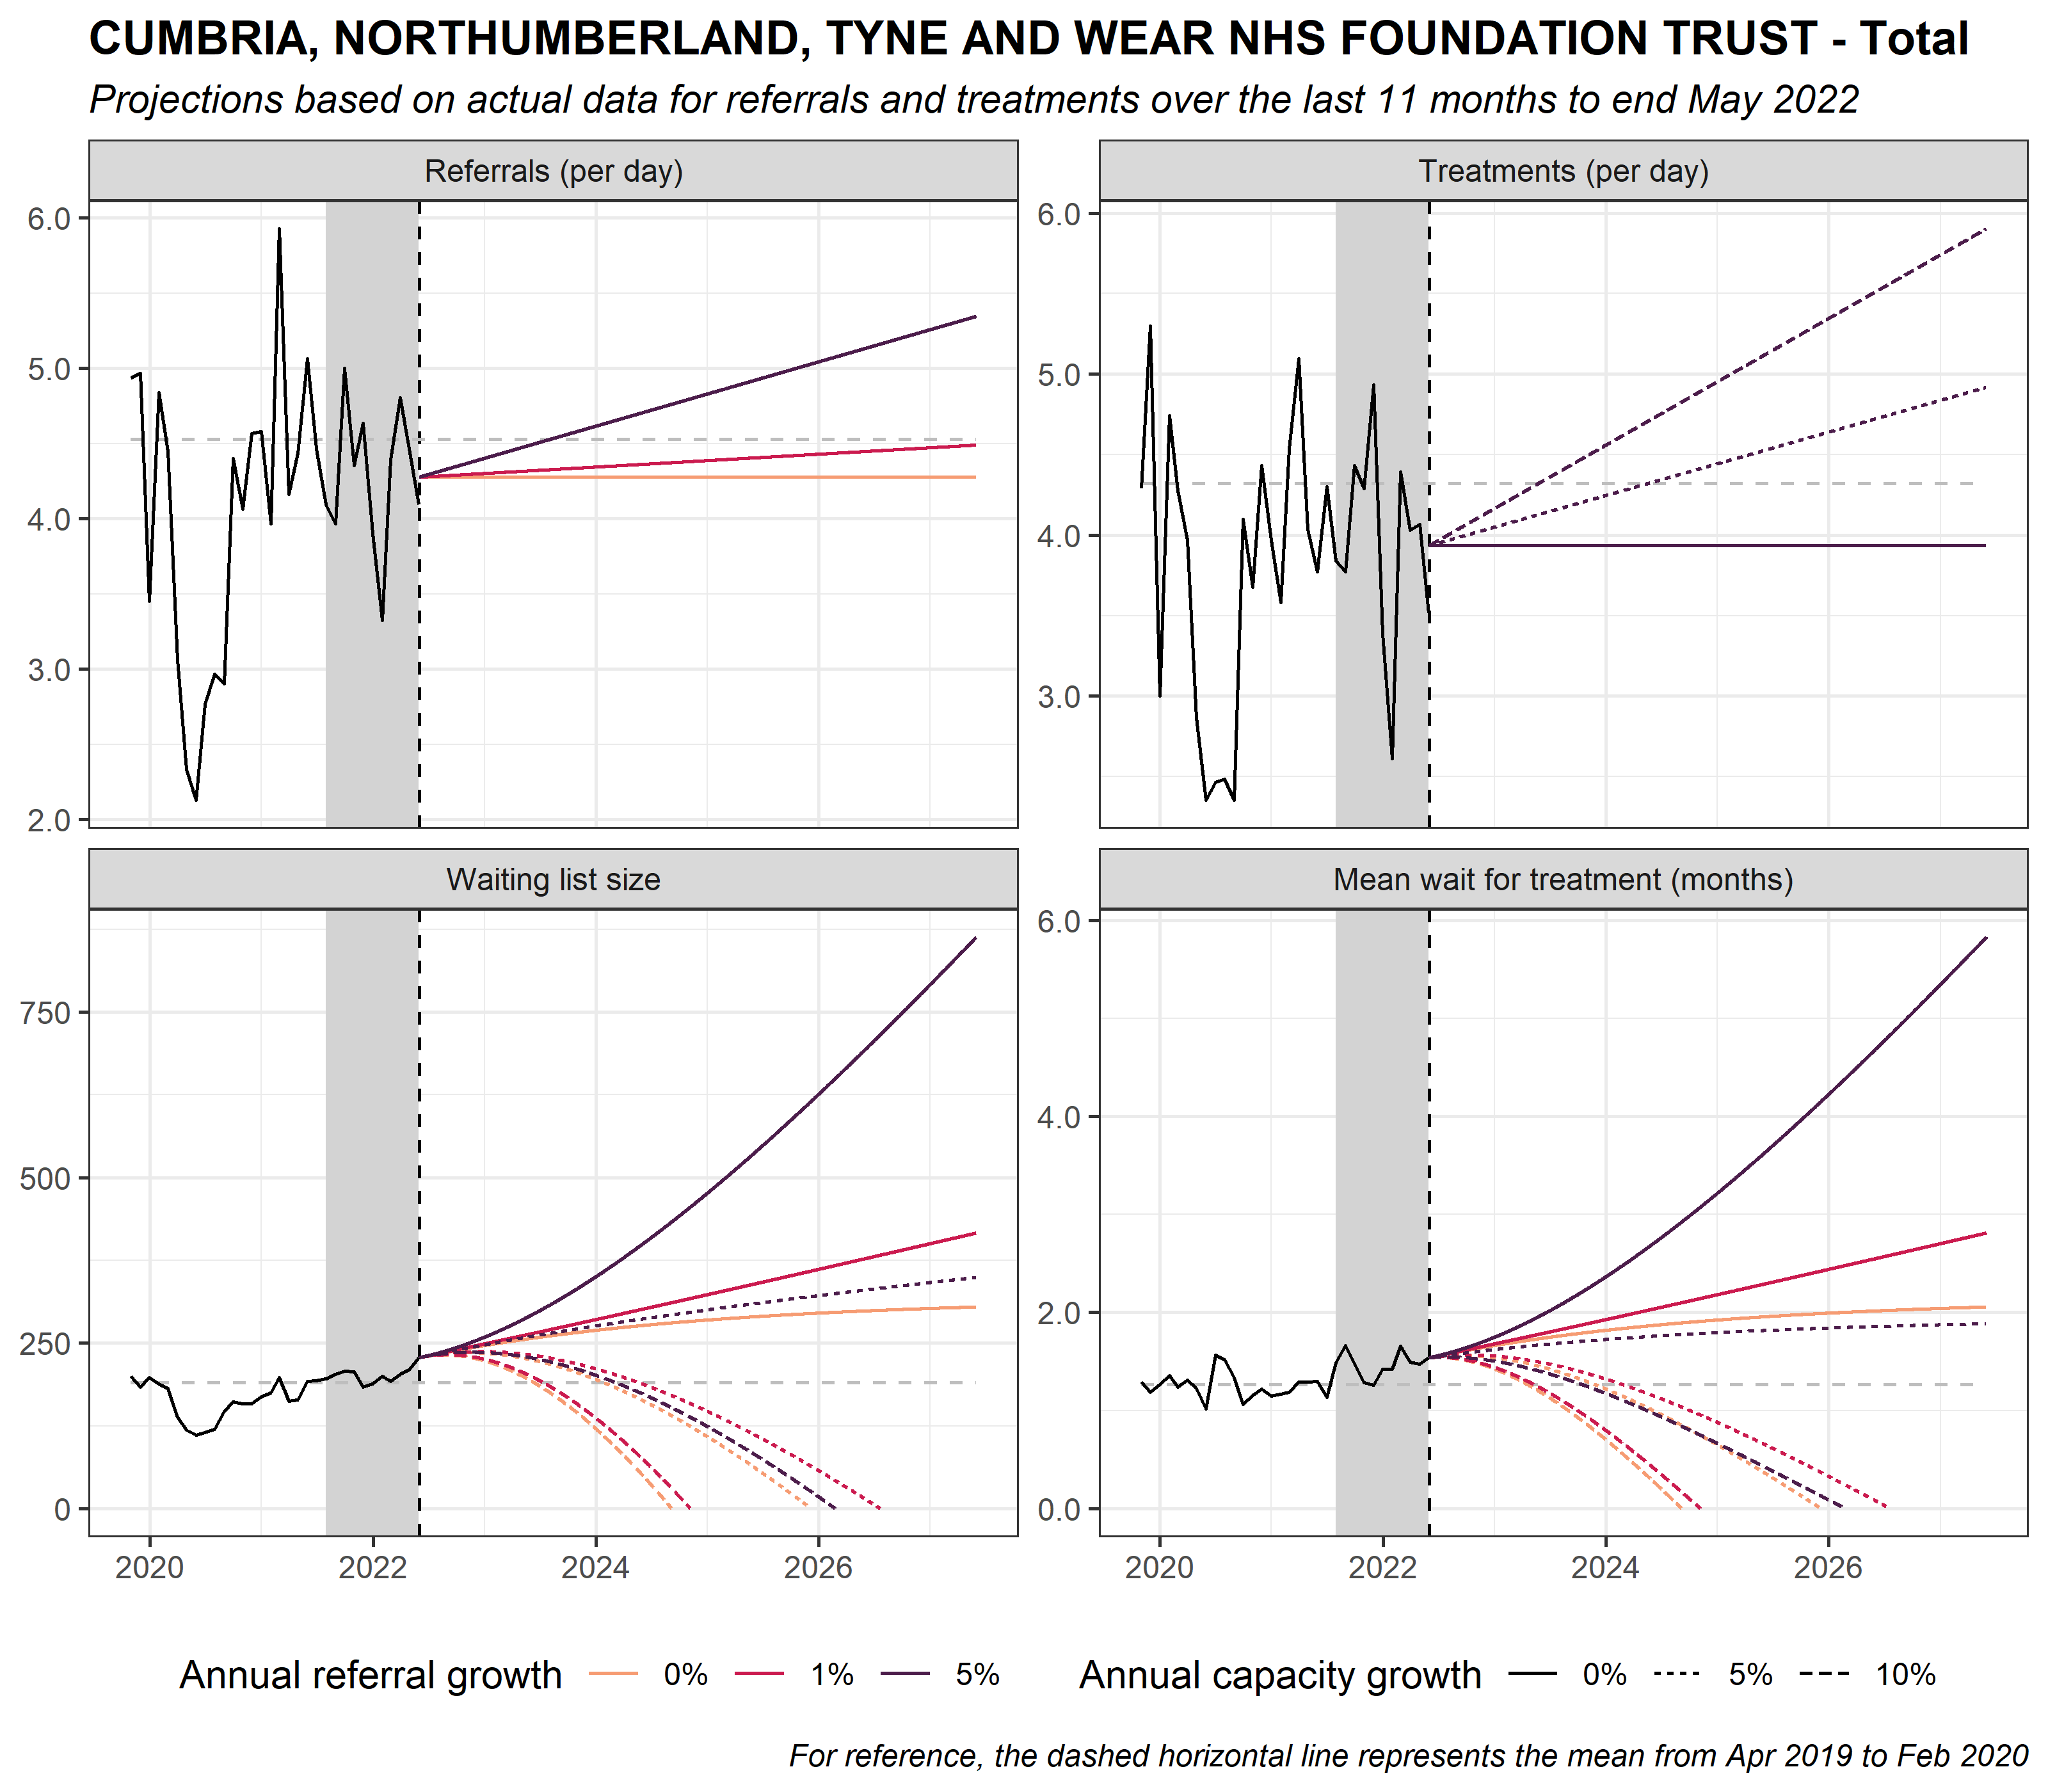 CUMBRIA, NORTHUMBERLAND, TYNE AND WEAR NHS FOUNDATION TRUST - Total
Projections based on actual data for referrals and treatments over the last 11 months to end May 2022
Referrals (per day)
6.0
5.0
4.0
3.0
2.0
Treatments (per day)
6.0
5.0
4.0
3.0
Waiting list size
750
500
250
0
2020 2022 2024 2026
Mean wait for treatment (months)
6.0
4.0
2.0
0.0
2020 2022 2024 2026
Annual referral growth 0% 1% 5%
Annual capacity growth 0% 5% 10%
For reference, the dashed horizontal line represents the mean from Apr 2019 to Feb 2020